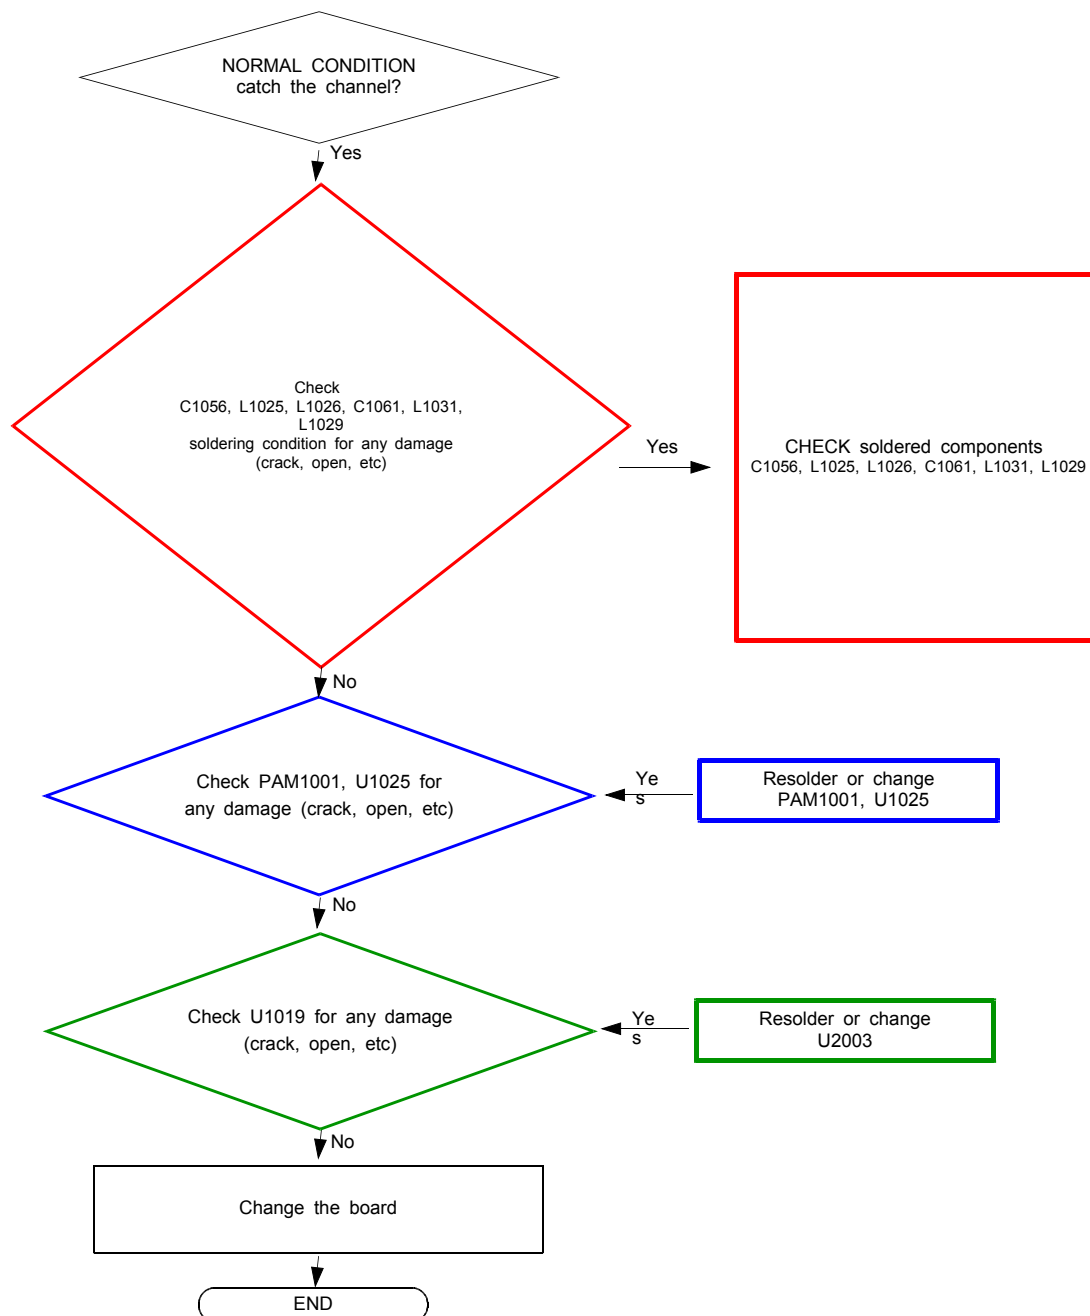 NORMAL CONDITION
catch the channel?
Yes
Check
C1056, L1025, L1026, C1061, L1031,
L1029
soldering condition for any damage
(crack, open, etc)
Yes
CHECK soldered components
C1056, L1025, L1026, C1061, L1031, L1029
No
Check PAM1001, U1025 for
any damage (crack, open, etc)
Ye
s
Resolder or change
PAM1001, U1025
No
Check U1019 for any damage
(crack, open, etc)
Ye
s
Resolder or change
U2003
No
Change the board
END